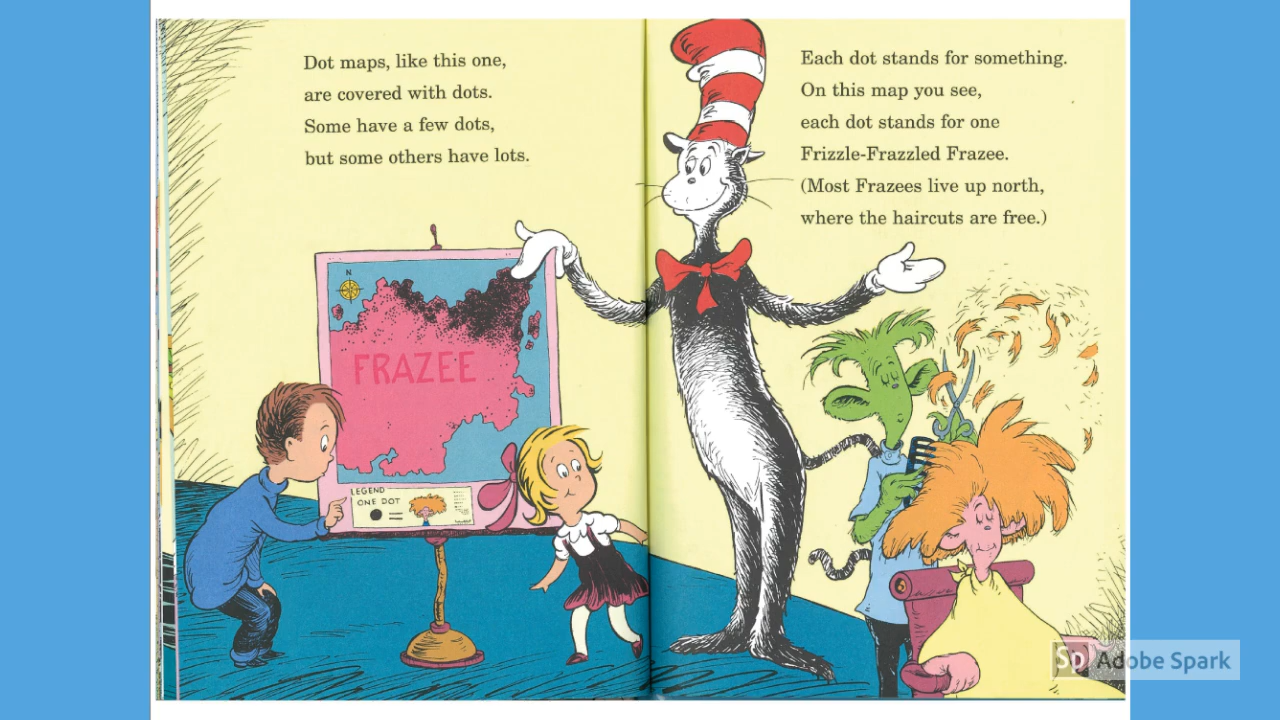 Dot maps, like this one,
are covered with dots.
Some have a few dots,
but some others have lots.
N
FRAZEE
LEGEND
ONE DOT
=
Each dot stands for something.
On this map you see,
each dot stands for one
Frizzle-Frazzled Frazee.
(Most Frazees live up north,
where the haircuts are free.)
Sp Adobe Spark